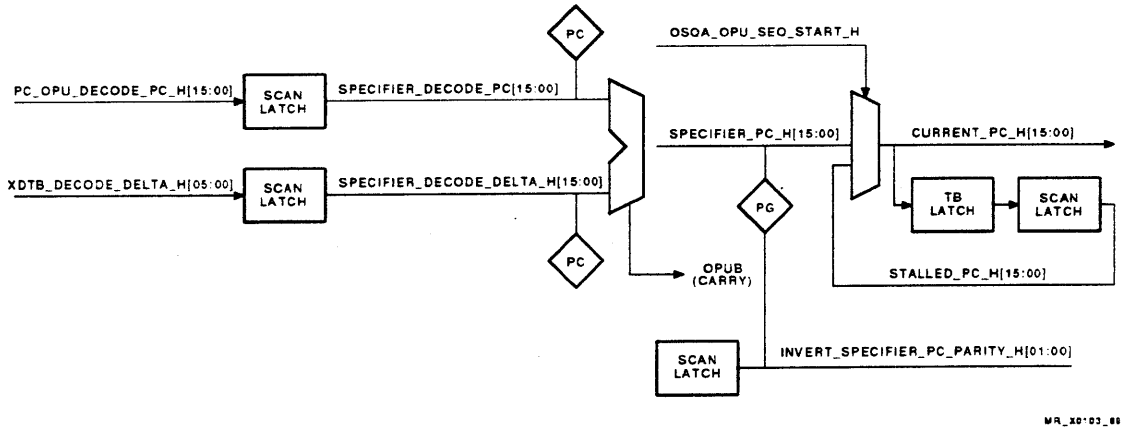 PC
OSQA_OPU_SEQ_START_H
PC_OPU_DECODE_PC_H[15:00]
SCAN
LATCH
SPECIFIER_DECODE_PC[15:00]
SPECIFIER_PC_H[15:00]
CURRENT_PC_H[15:00]
XDTB_DECODE_DELTA_H[05:00]
SCAN
LATCH
SPECIFIER_DECODE_DELTA_H[15:00]
PG
TB
LATCH
SCAN
LATCH
PC
OPUB
(CARRY)
STALLED_PC_H[15:00]
SCAN
LATCH
INVERT_SPECIFIER_PC_PARITY_H[01:00]
MR_X0103_89